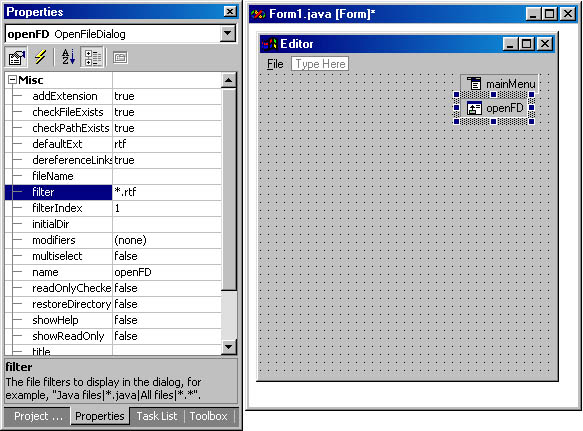 Properties
openFD OpenFileDialog
Misc
addExtension true
checkFileExists true
checkPathExists true
defaultExt rtf
dereferenceLinks true
fileName
filter *.rtf
filterIndex 1
initialDir
modifiers (none)
multiselect false
name openFD
readOnlyChecke false
restoreDirectory false
showHelp false
showReadOnly false
title
filter
The file filters to display in the dialog, for
example, "Java files|*.java|All files|*.*".
Project ... Properties Task List Toolbox
Form1.java [Form]*
Editor
File Type Here
mainMenu
openFD